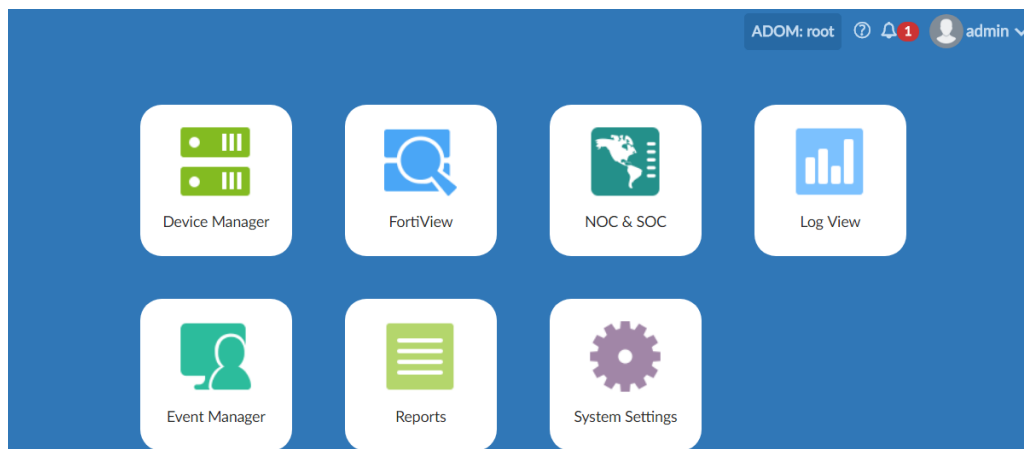 ADOM: root 1 admin
Device Manager FortiView NOC & SOC Log View
Event Manager Reports System Settings